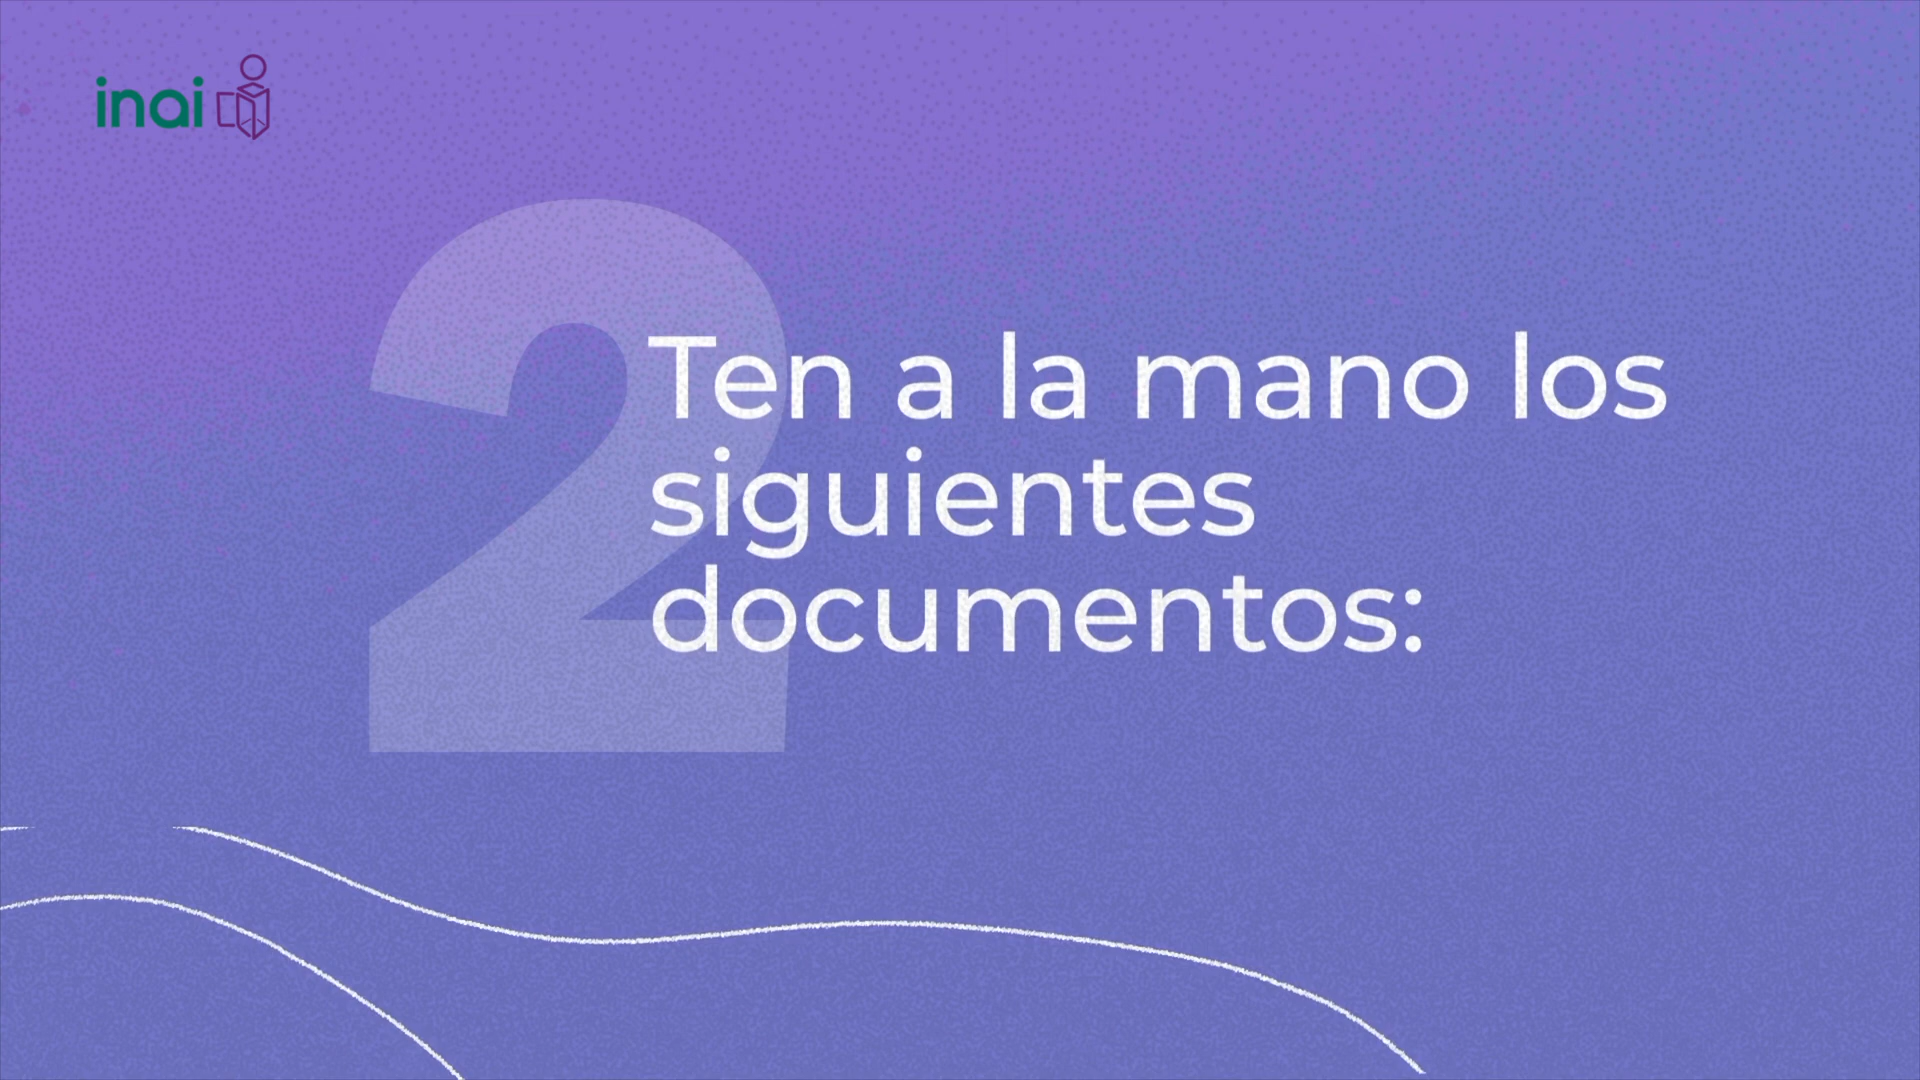 inai
2
Ten a la mano los
siguientes
documentos: